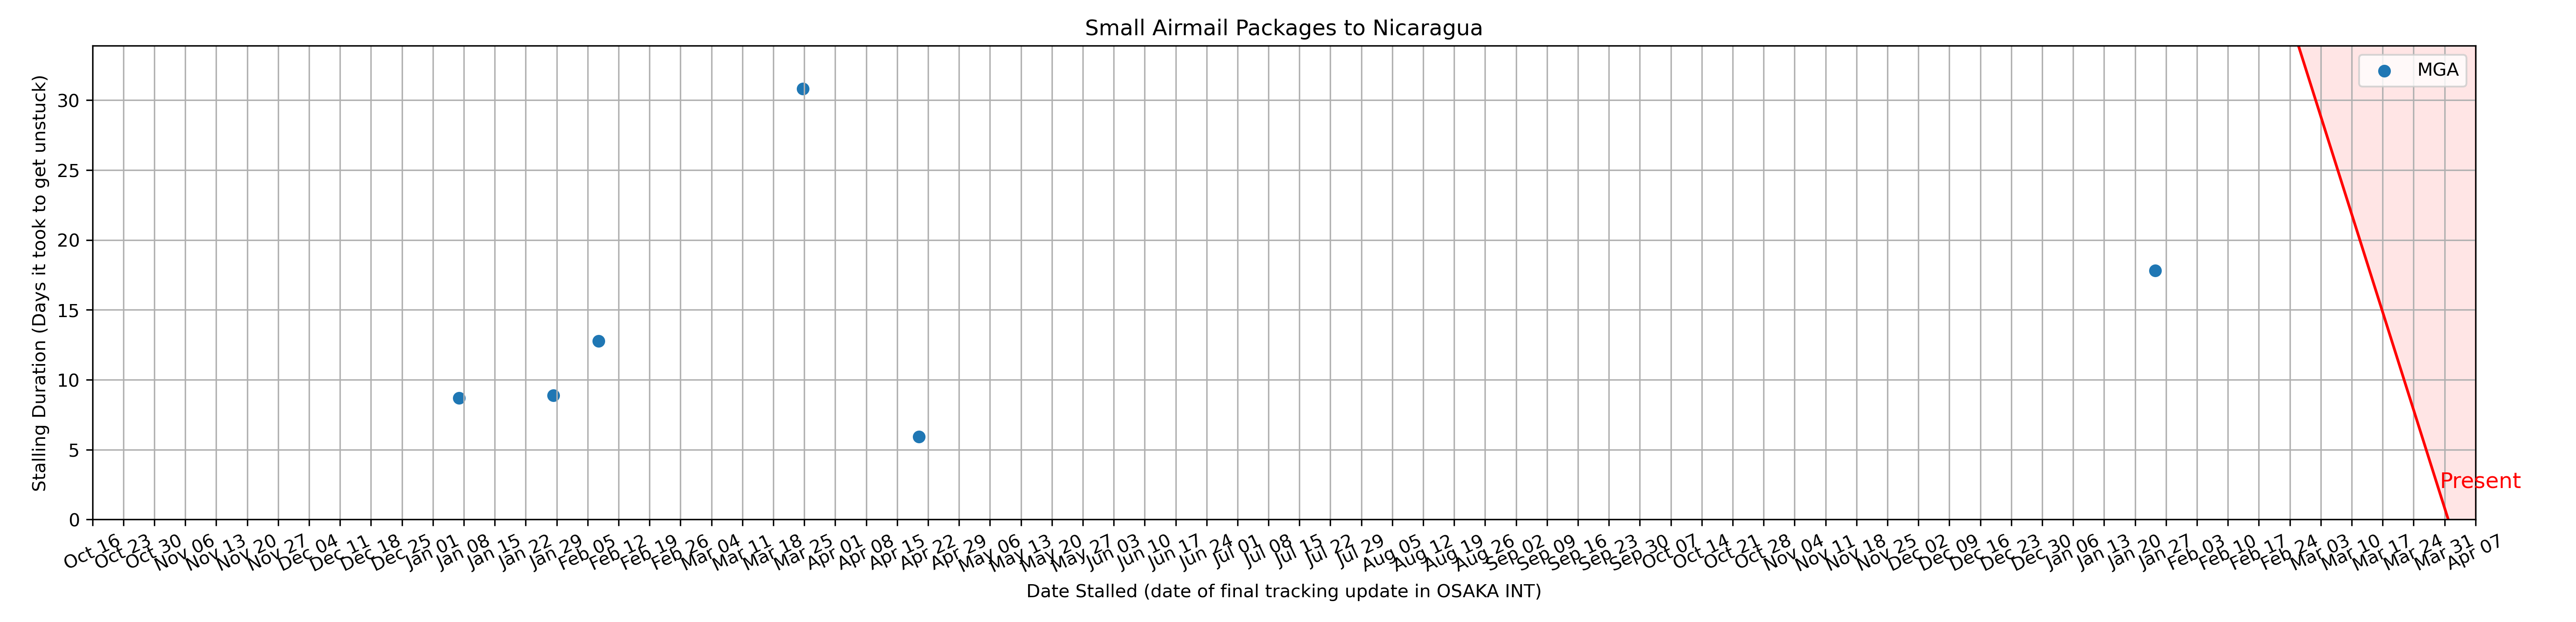 Small Airmail Packages to Nicaragua
MGA
Stalling Duration (Days it took to get unstuck)
30
25
20
15
10
5
0
Present
Oct 16 Oct 23 Oct 30 Nov 06 Nov 13 Nov 20 Nov 27 Dec 04 Dec 11 Dec 18 Dec 25 Jan 01 Jan 08 Jan 15 Jan 22 Jan 29 Feb 05 Feb 12 Feb 19 Feb 26 Mar 04 Mar 11 Mar 18 Mar 25 Apr 01 Apr 08 Apr 15 Apr 22 Apr 29 May 06 May 13 May 20 May 27 Jun 03 Jun 10 Jun 17 Jun 24 Jul 01 Jul 08 Jul 15 Jul 22 Jul 29 Aug 05 Aug 12 Aug 19 Aug 26 Sep 02 Sep 09 Sep 16 Sep 23 Sep 30 Oct 07 Oct 14 Oct 21 Oct 28 Nov 04 Nov 11 Nov 18 Nov 25 Dec 02 Dec 09 Dec 16 Dec 23 Dec 30 Jan 06 Jan 13 Jan 20 Jan 27 Feb 03 Feb 10 Feb 17 Feb 24 Mar 03 Mar 10 Mar 17 Mar 24 Mar 31 Apr 07
Date Stalled (date of final tracking update in OSAKA INT)